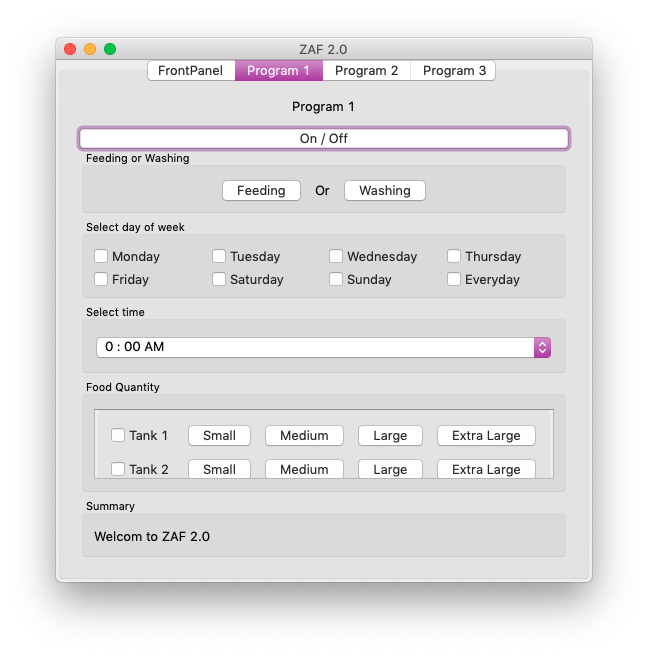 ZAF 2.0
FrontPanel Program 1 Program 2 Program 3
Program 1
On / Off
Feeding or Washing
Feeding Or Washing
Select day of week
Monday Tuesday Wednesday Thursday
Friday Saturday Sunday Everyday
Select time
0 : 00 AM
Food Quantity
Tank 1 Small Medium Large Extra Large
Tank 2 Small Medium Large Extra Large
Summary
Welcom to ZAF 2.0